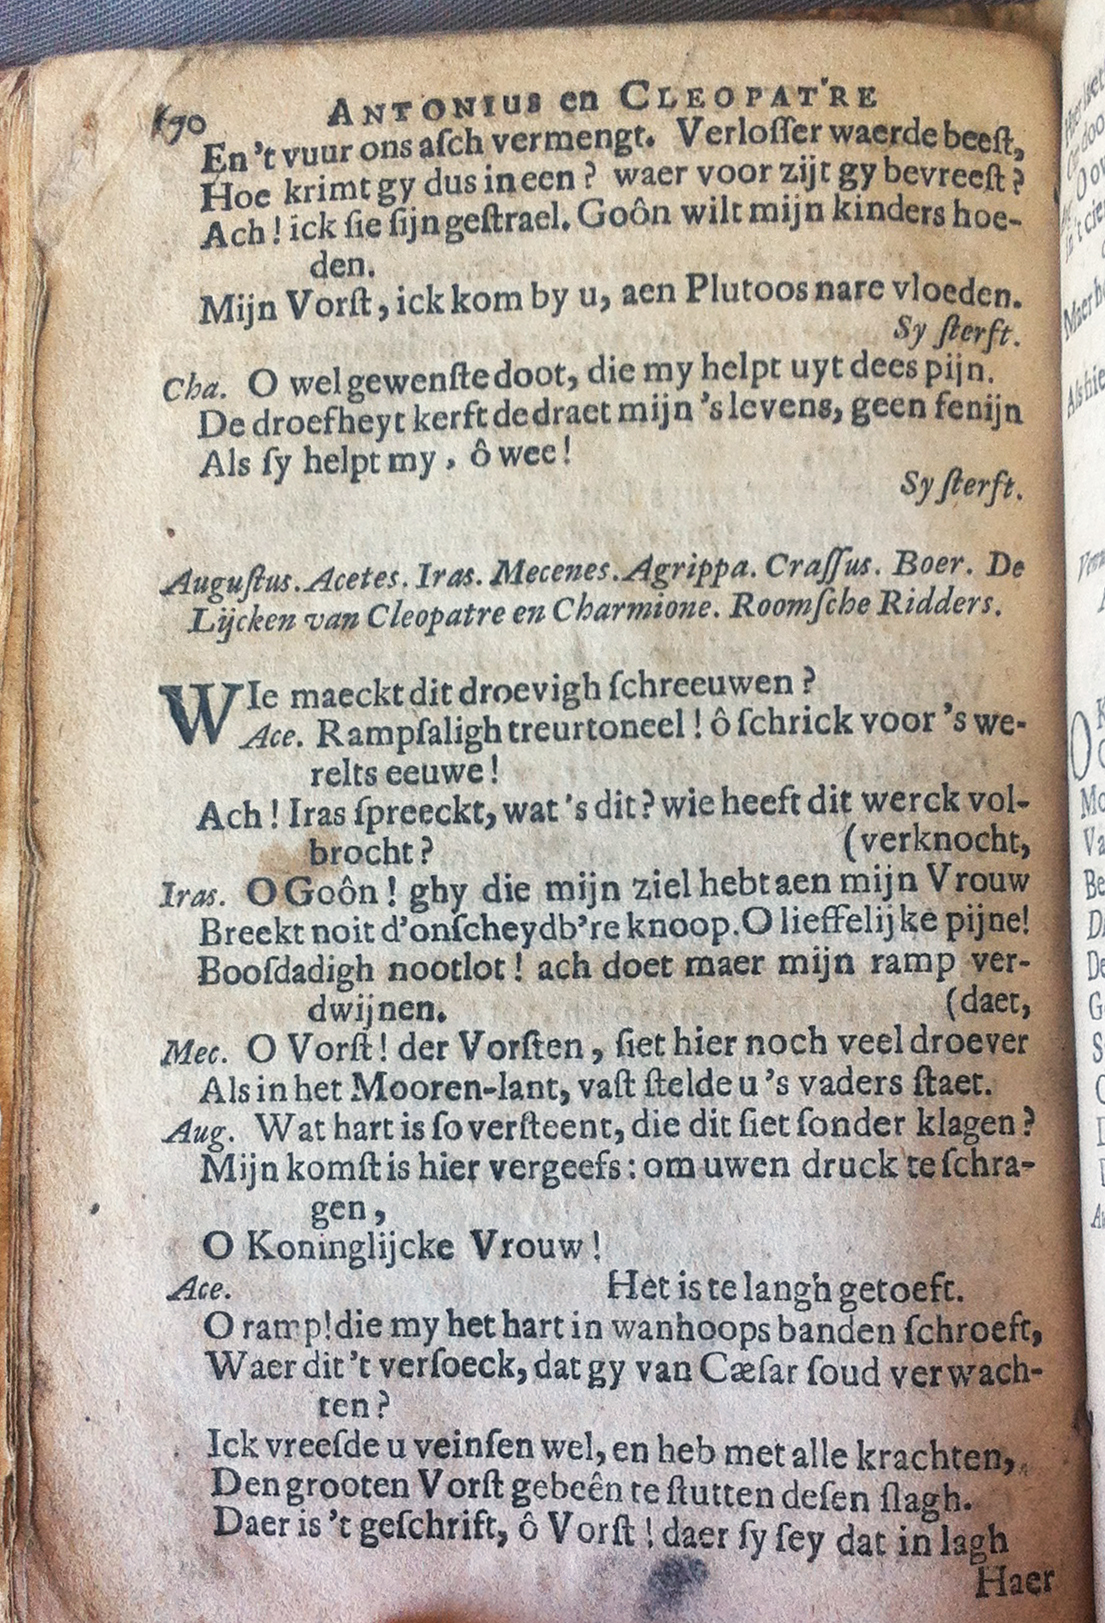 170 ANTONIUS en CLEOPAT'RE
En 't vuur ons aſch vermengt. Verloſſer waerde beeſt,
Hoe krimt gy dus in een? waer voor zijt gy bevreeſt?
Ach! ick ſie ſijn geſtrael. Goôn wilt mijn kinders hoe-
den.
Mijn Vorſt, ick kom by u, aen Plutoos nare vloeden.
Sy ſterft.
Cha. O wel gewenſte doot, die my helpt uyt dees pijn.
De droefheyt kerft de draet mijn 's levens, geen fenijn
Als ſy helpt my, ô wee!
Sy ſterft.
Auguſtus. Acetes. Iras. Mecenes. Agrippa. Craſſus. Boer. De
Lijcken van Cleopatre en Charmione. Roomſche Ridders.
WIe maeckt dit droevigh ſchreeuwen?
Ace. Rampſaligh treurtoneel! ô ſchrick voor 's we-
relts eeuwe!
Ach! Iras ſpreeckt, wat 's dit? wie heeft dit werck vol-
brocht? (verknocht,
Iras. O Goôn! ghy die mijn ziel hebt aen mijn Vrouw
Breekt noit d'onſcheydb're knoop. O lieffelijke pijne!
Booſdadigh nootlot! ach doet maer mijn ramp ver-
dwijnen. (daet,
Mec. O Vorſt! der Vorſten, ſiet hier noch veel droever
Als in het Mooren-lant, vaſt ſtelde u 's vaders ſtaet.
Aug. Wat hart is ſo verſteent, die dit ſiet ſonder klagen?
Mijn komſt is hier vergeefs: om uwen druck te ſchra-
gen,
O Koninglijcke Vrouw!
Ace. Het is te langh getoeft.
O ramp! die my het hart in wanhoops banden ſchroeft,
Waer dit 't verſoeck, dat gy van Cæſar ſoud verwach-
ten?
Ick vreeſde u veinſen wel, en heb met alle krachten,
Den grooten Vorſt gebeên te ſtutten deſen ſlagh.
Daer is 't geſchrift, ô Vorſt! daer ſy ſey dat in lagh
Haer